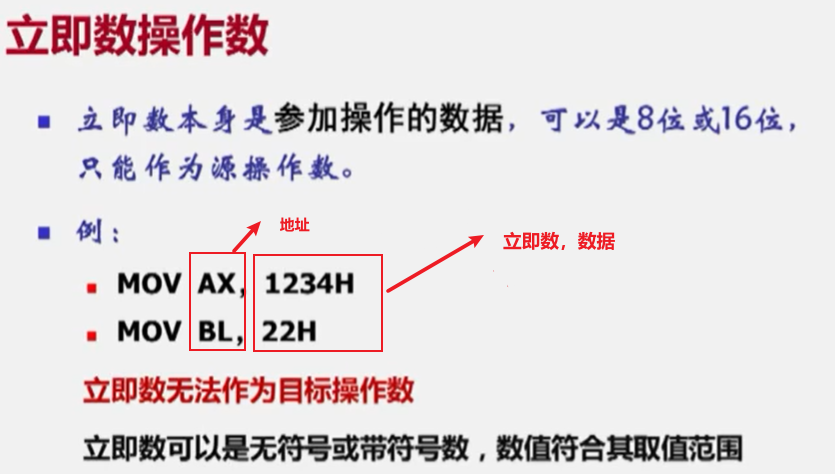 立即数操作数
立即数本身是参加操作的数据，可以是8位或16位，
只能作为源操作数。
例：
地址
立即数，数据
MOV AX，1234H
MOV BL，22H
立即数无法作为目标操作数
立即数可以是无符号或带符号数，数值符合其取值范围